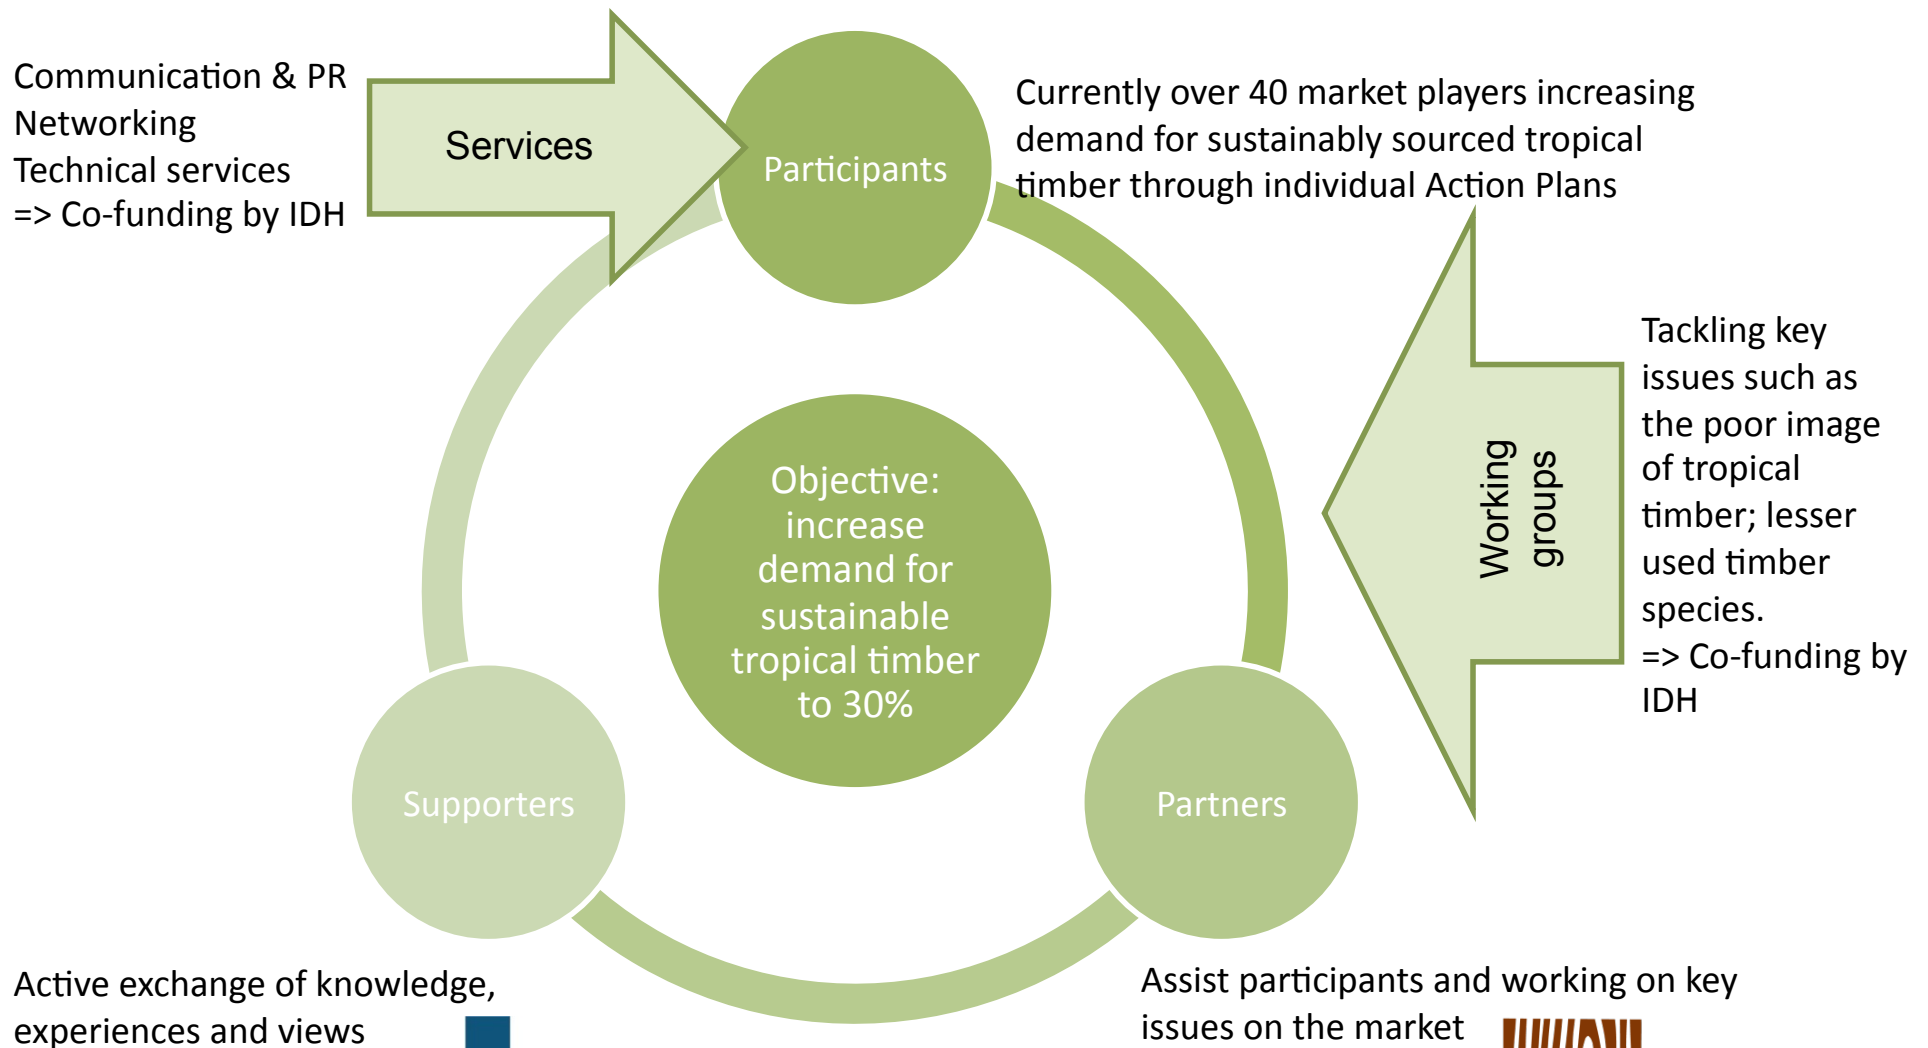 Communication & PR
Networking
Technical services
=> Co-funding by IDH
Services
Participants
Currently over 40 market players increasing
demand for sustainably sourced tropical
timber through individual Action Plans
Working
groups
Tackling key
issues such as
the poor image
of tropical
timber; lesser
used timber
species.
=> Co-funding by
IDH
Objective:
increase
demand for
sustainable
tropical timber
to 30%
Supporters
Partners
Active exchange of knowledge,
experiences and views
Assist participants and working on key
issues on the market